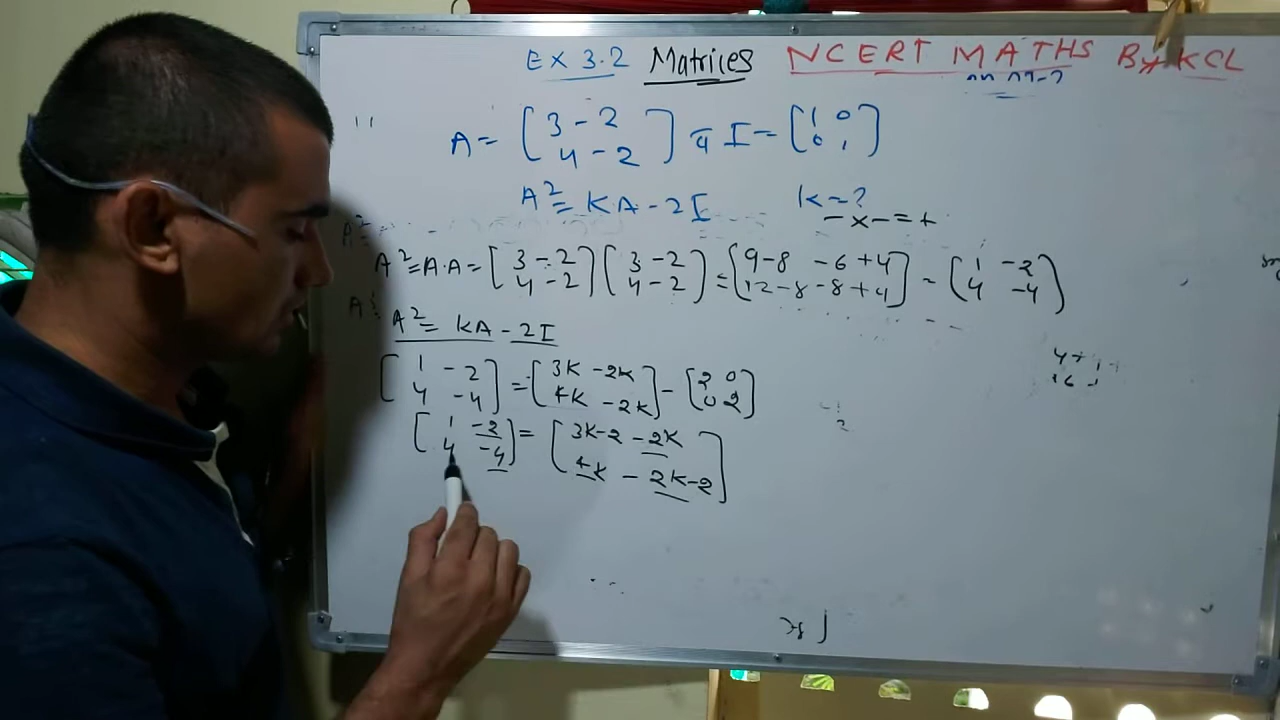 Ex 3.2 Matrices NCERT MATHS By KCL
A = [3 -2
4 -2] व I = [1 0
0 1]
A² = KA - 2I K = ?
- x - = +
A² = A·A = [3 -2
4 -2] [3 -2
4 -2] = [9-8 -6+4
12-8 -8+4] - [1 -2
4 -4]
A² = KA - 2I
[1 -2
4 -4] = [3K -2K
4K -2K] - [2 0
0 2]
[1 -2
4 -4] = [3K-2 -2K
4K -2K-2]